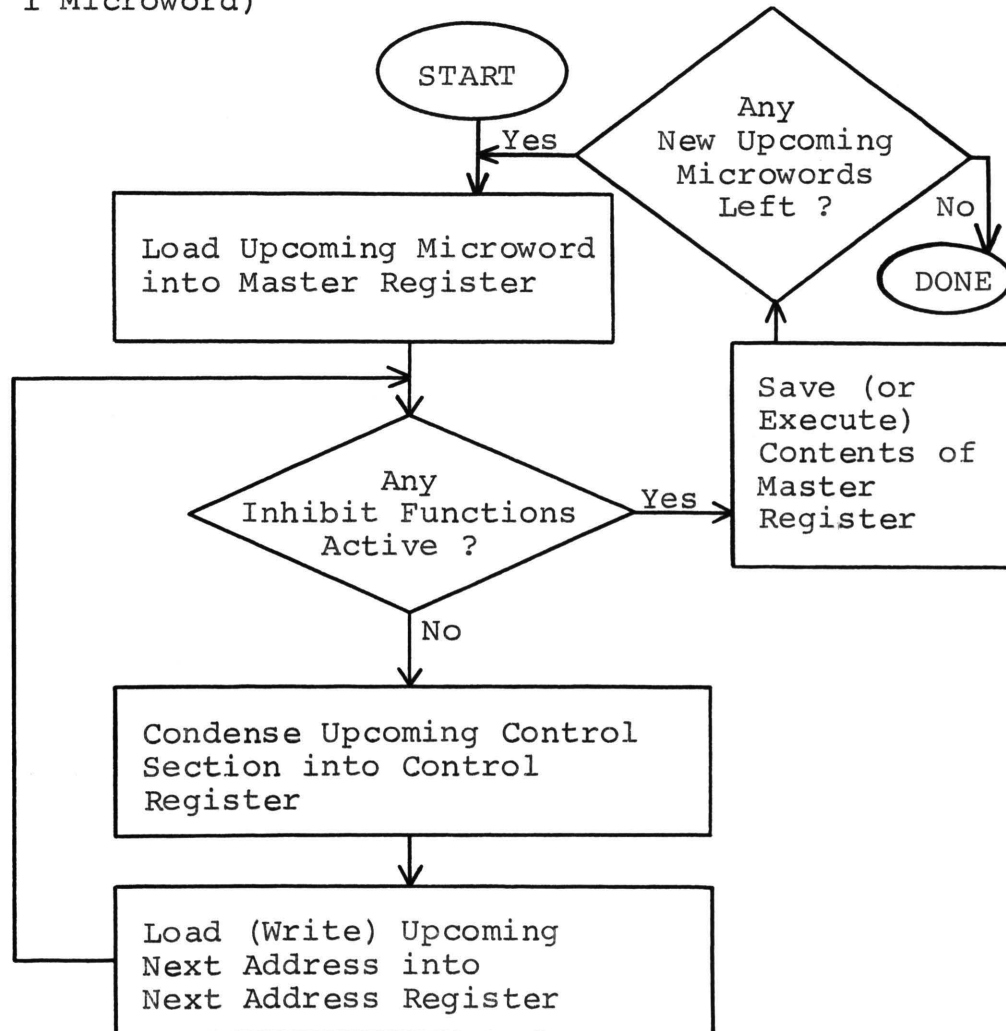 1 Microword)
START
Any
New Upcoming
Microwords
Left ?
Yes
No
DONE
Load Upcoming Microword
into Master Register
Save (or
Execute)
Contents of
Master
Register
Any
Inhibit Functions
Active ?
Yes
No
Condense Upcoming Control
Section into Control
Register
Load (Write) Upcoming
Next Address into
Next Address Register